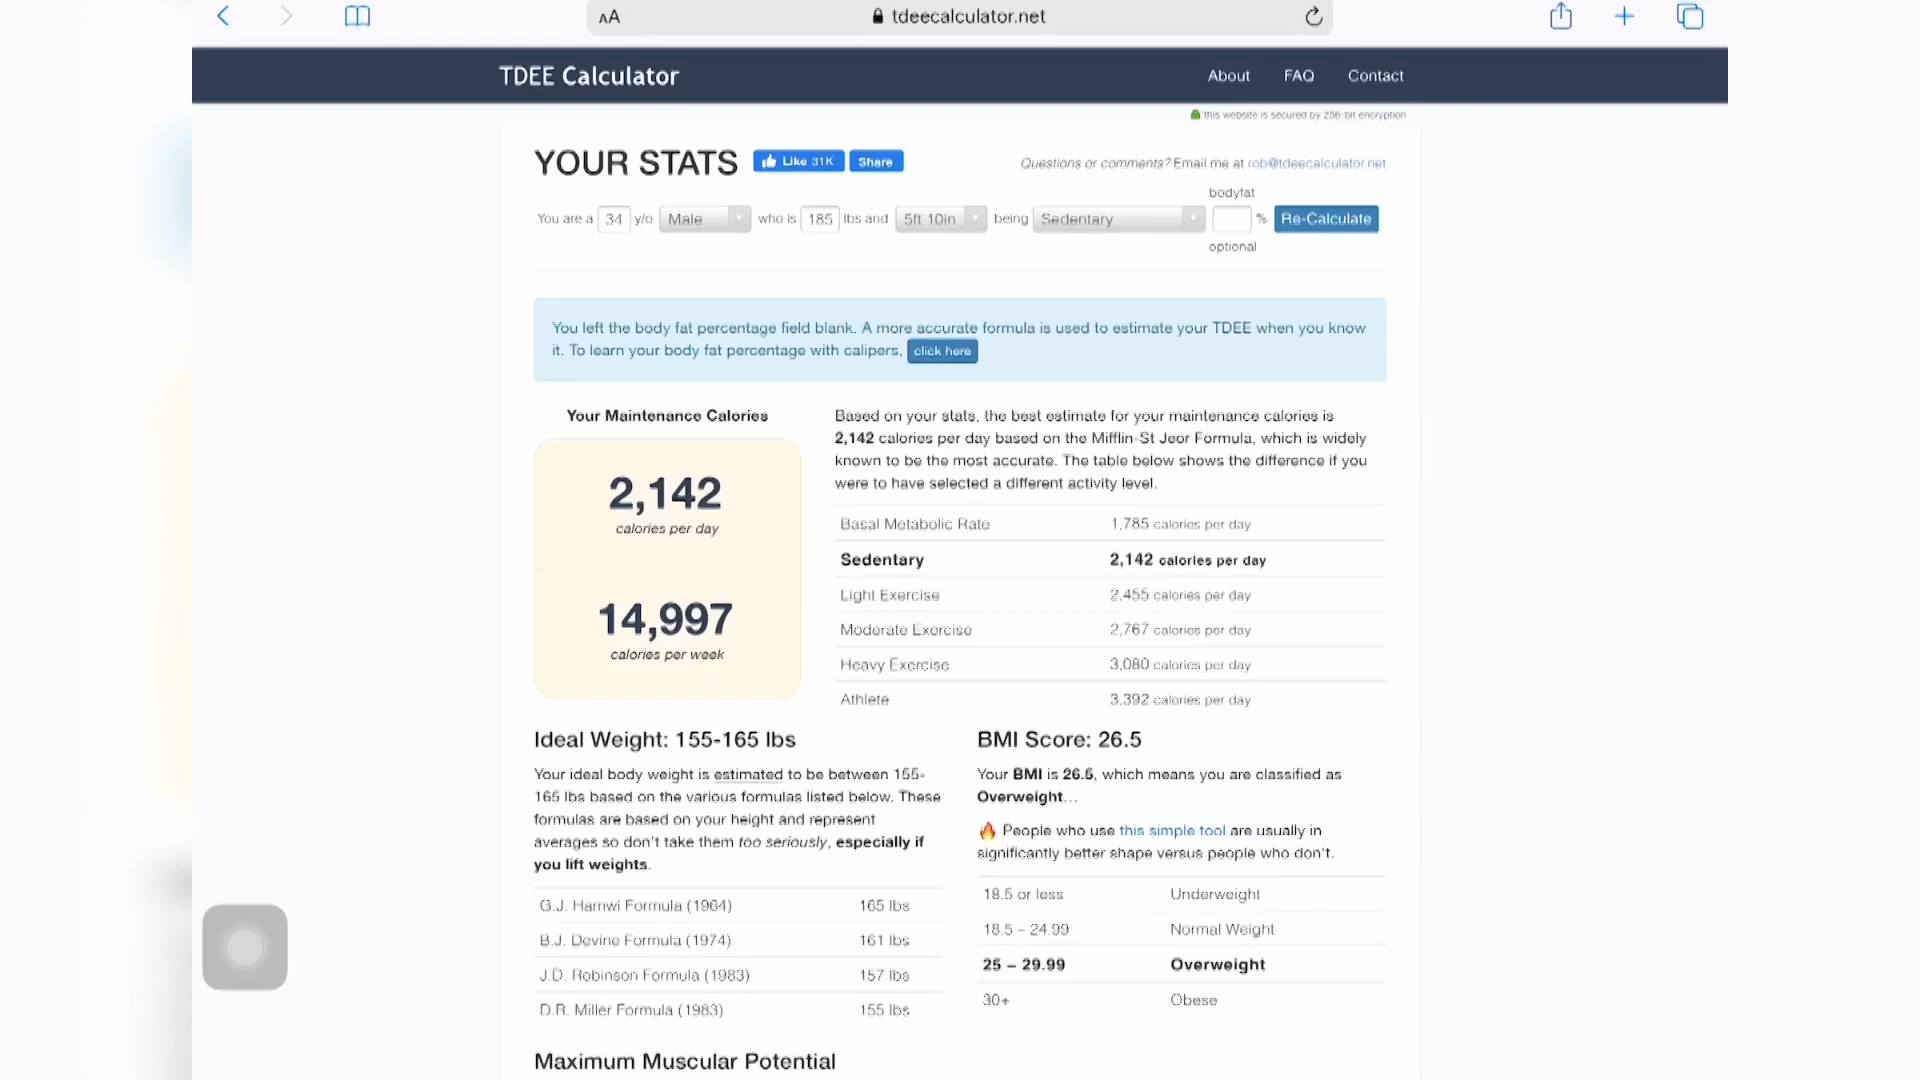 AA
tdeecalculator.net
TDEE Calculator
About FAQ Contact
this website is secured by 256-bit encryption
YOUR STATS Like 31K Share
Questions or comments? Email me at rob@tdeecalculator.net
bodyfat
You are a 34 y/o Male who is 185 lbs and 5ft 10in being Sedentary % Re-Calculate
optional
You left the body fat percentage field blank. A more accurate formula is used to estimate your TDEE when you know
it. To learn your body fat percentage with calipers, click here
Your Maintenance Calories
2,142
calories per day
14,997
calories per week
Based on your stats, the best estimate for your maintenance calories is
2,142 calories per day based on the Mifflin-St Jeor Formula, which is widely
known to be the most accurate. The table below shows the difference if you
were to have selected a different activity level.
Basal Metabolic Rate 1,785 calories per day
Sedentary 2,142 calories per day
Light Exercise 2,455 calories per day
Moderate Exercise 2,767 calories per day
Heavy Exercise 3,080 calories per day
Athlete 3,392 calories per day
Ideal Weight: 155-165 lbs
Your ideal body weight is estimated to be between 155-
165 lbs based on the various formulas listed below. These
formulas are based on your height and represent
averages so don't take them too seriously, especially if
you lift weights.
G.J. Hamwi Formula (1964) 165 lbs
B.J. Devine Formula (1974) 161 lbs
J.D. Robinson Formula (1983) 157 lbs
D.R. Miller Formula (1983) 155 lbs
BMI Score: 26.5
Your BMI is 26.5, which means you are classified as
Overweight...
People who use this simple tool are usually in
significantly better shape versus people who don't.
18.5 or less Underweight
18.5 – 24.99 Normal Weight
25 – 29.99 Overweight
30+ Obese
Maximum Muscular Potential